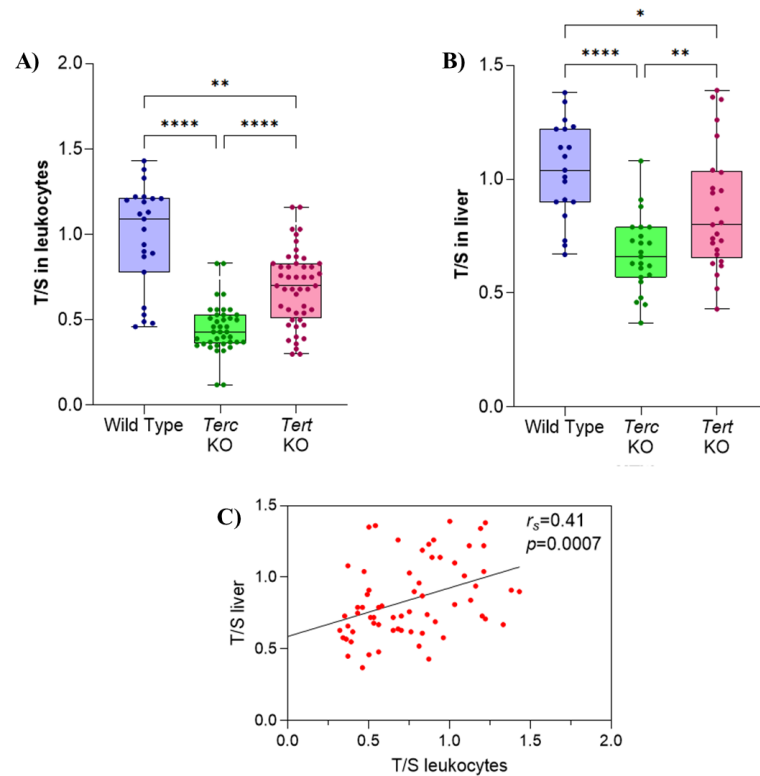 A)
T/S in leukocytes
2.0
1.5
1.0
0.5
0.0
**
**** ****
Wild Type Terc KO Tert KO
B)
T/S in liver
1.5
1.0
0.5
0.0
*
**** **
Wild Type Terc KO Tert KO
C)
T/S liver
1.5
1.0
0.5
0.0
rs=0.41
p=0.0007
0.0 0.5 1.0 1.5 2.0
T/S leukocytes